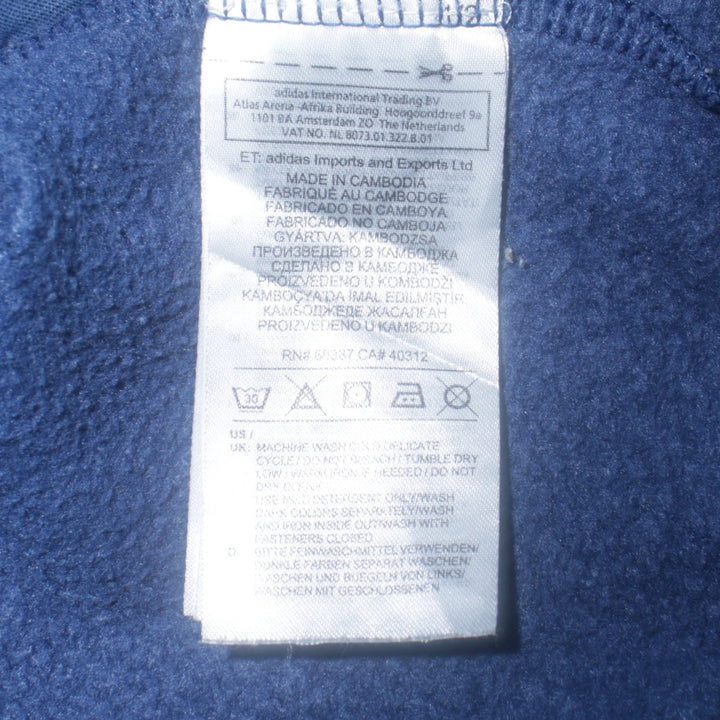 adidas International Trading BV
Atlas Arena -Afrika Building Hoogoorddreef 9a
1101 BA Amsterdam ZO The Netherlands
VAT NO. NL 8073.01.322.B.01
ET: adidas Imports and Exports Ltd
MADE IN CAMBODIA
FABRIQUÉ AU CAMBODGE
FABRICADO EN CAMBOYA
FABRICADO NO CAMBOJA
GYÁRTVA: KAMBODZSA
ПРОИЗВЕДЕНО В КАМБОДЖА
СДЕЛАНО В КАМБОДЖЕ
PROIZVEDENO U KOMBODŽI
KAMBOÇYA'DA İMAL EDİLMİŞTİR.
КАМБОДЖЕДЕ ЖАСАЛҒАН
PROIZVEDENO U KAMBODZI
RN# 88387 CA# 40312
30
US /
UK: MACHINE WASH COLD DELICATE
CYCLE/DO NOT BLEACH/TUMBLE DRY
LOW/WARM IRON IF NEEDED/DO NOT
DRY CLEAN
USE MILD DETERGENT ONLY/WASH
DARK COLORS SEPARATELY/WASH
AND IRON INSIDE OUT/WASH WITH
FASTENERS CLOSED
D: BITTE FEINWASCHMITTEL VERWENDEN/
DUNKLE FARBEN SEPARAT WASCHEN/
WASCHEN UND BUEGELN VON LINKS/
WASCHEN MIT GESCHLOSSENEN